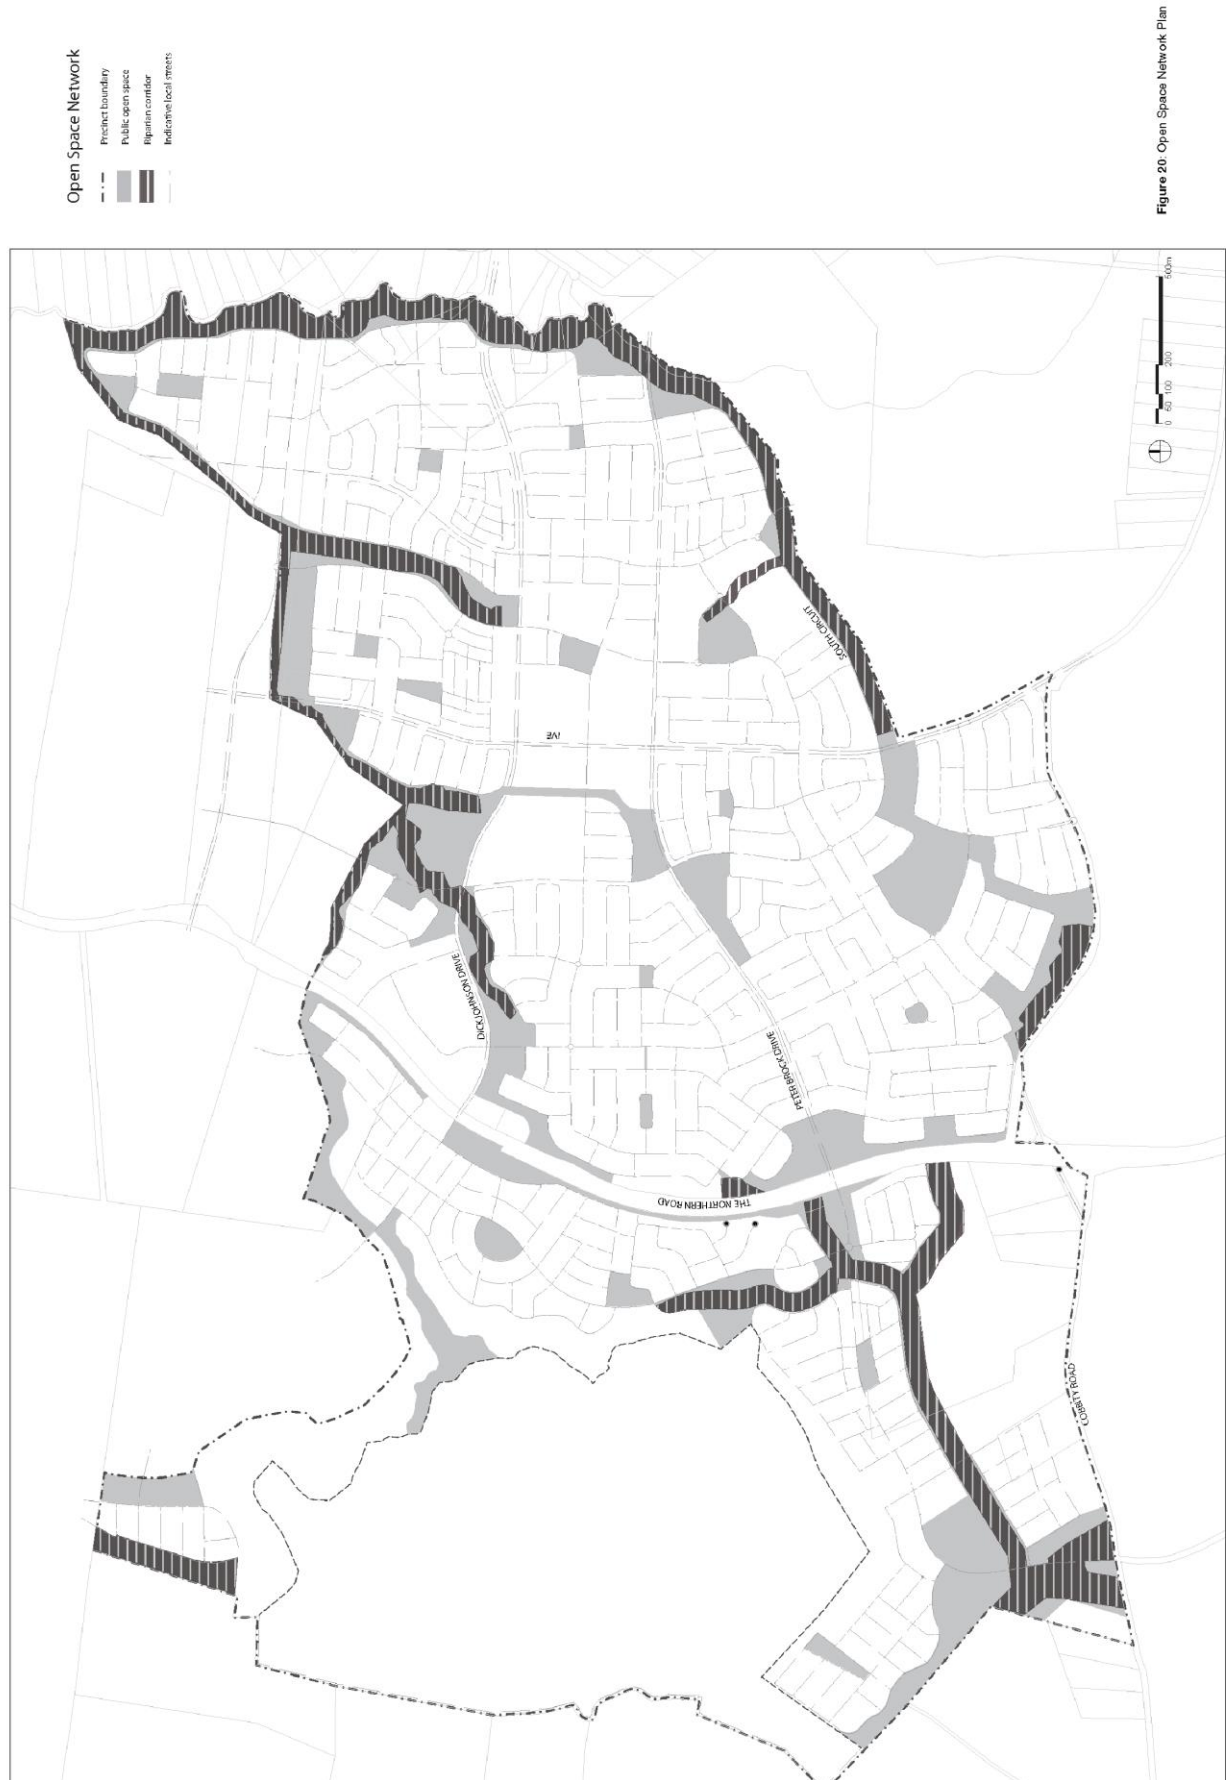 Open Space Network
Precinct boundary
Public open space
Riparian corridor
Indicative local streets
IVE
SOUTH CIRCUIT
DICK JOHNSON DRIVE
PETER BROCK DRIVE
THE NORTHERN ROAD
COBBITY ROAD
0 50 100 200 500m
Figure 20: Open Space Network Plan